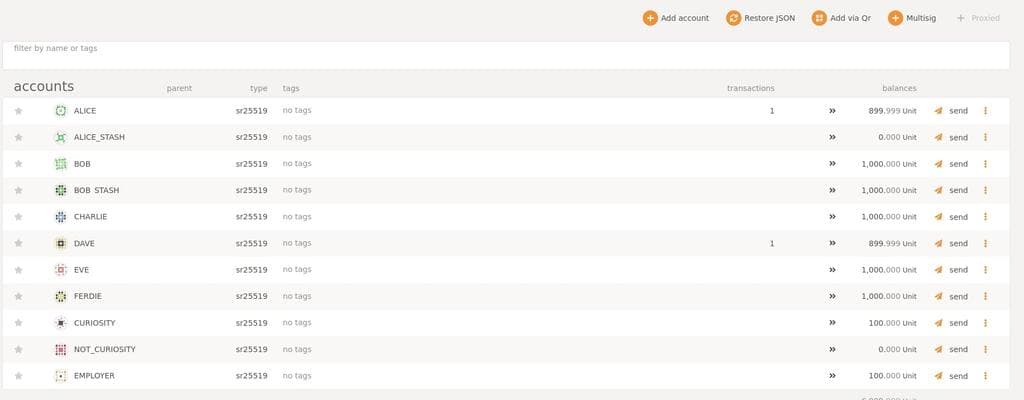 Add account Restore JSON Add via Qr Multisig Proxied
filter by name or tags
accounts parent type tags transactions balances
ALICE sr25519 no tags 1 899.999 Unit send
ALICE_STASH sr25519 no tags 0.000 Unit send
BOB sr25519 no tags 1,000.000 Unit send
BOB_STASH sr25519 no tags 1,000.000 Unit send
CHARLIE sr25519 no tags 1,000.000 Unit send
DAVE sr25519 no tags 1 899.999 Unit send
EVE sr25519 no tags 1,000.000 Unit send
FERDIE sr25519 no tags 1,000.000 Unit send
CURIOSITY sr25519 no tags 100.000 Unit send
NOT_CURIOSITY sr25519 no tags 0.000 Unit send
EMPLOYER sr25519 no tags 100.000 Unit send